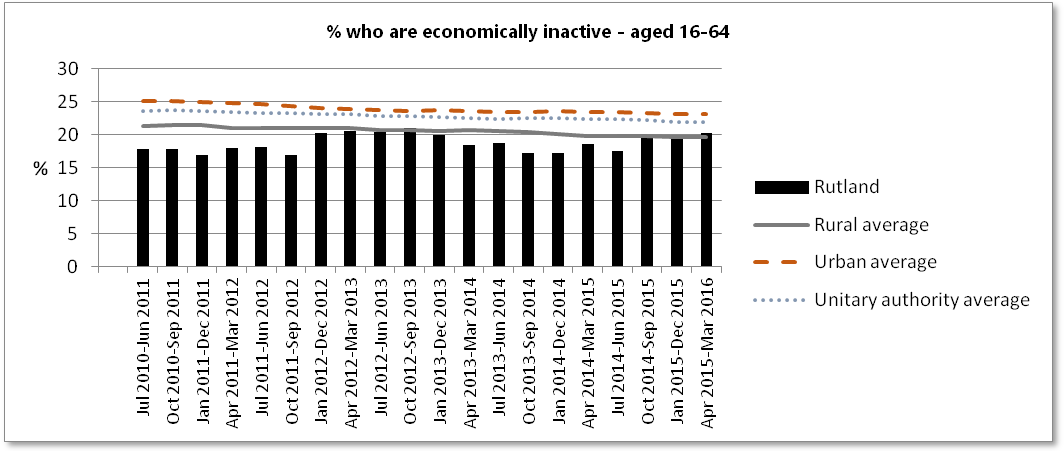 % who are economically inactive - aged 16-64
30
25
20
15
10
5
0
%
Jul 2010-Jun 2011
Oct 2010-Sep 2011
Jan 2011-Dec 2011
Apr 2011-Mar 2012
Jul 2011-Jun 2012
Oct 2011-Sep 2012
Jan 2012-Dec 2012
Apr 2012-Mar 2013
Jul 2012-Jun 2013
Oct 2012-Sep 2013
Jan 2013-Dec 2013
Apr 2013-Mar 2014
Jul 2013-Jun 2014
Oct 2013-Sep 2014
Jan 2014-Dec 2014
Apr 2014-Mar 2015
Jul 2014-Jun 2015
Oct 2014-Sep 2015
Jan 2015-Dec 2015
Apr 2015-Mar 2016
Rutland
Rural average
Urban average
Unitary authority average